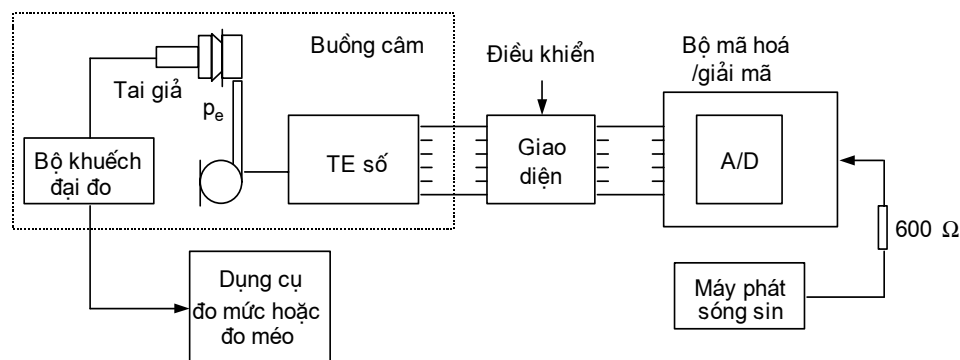 Buồng câm
Tai giả
pe
Bộ khuếch
đại đo
TE số
Điều khiển
Giao
diện
Bộ mã hoá
/giải mã
A/D
600 Ω
Máy phát
sóng sin
Dụng cụ
đo mức hoặc
đo méo